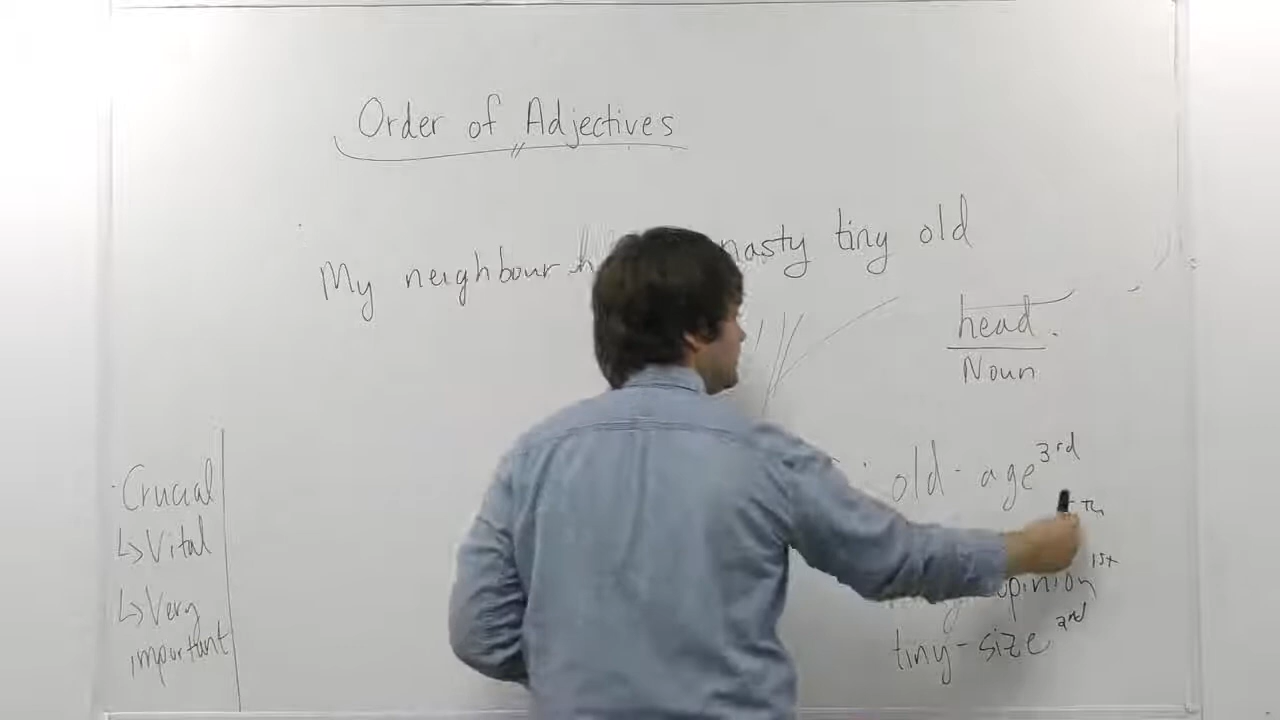 Order of Adjectives
My neighbour nasty tiny old
head.
Noun
old - age 3rd
th
opinion 1st
tiny - size 2nd
Crucial
↳ Vital
↳ Very
important